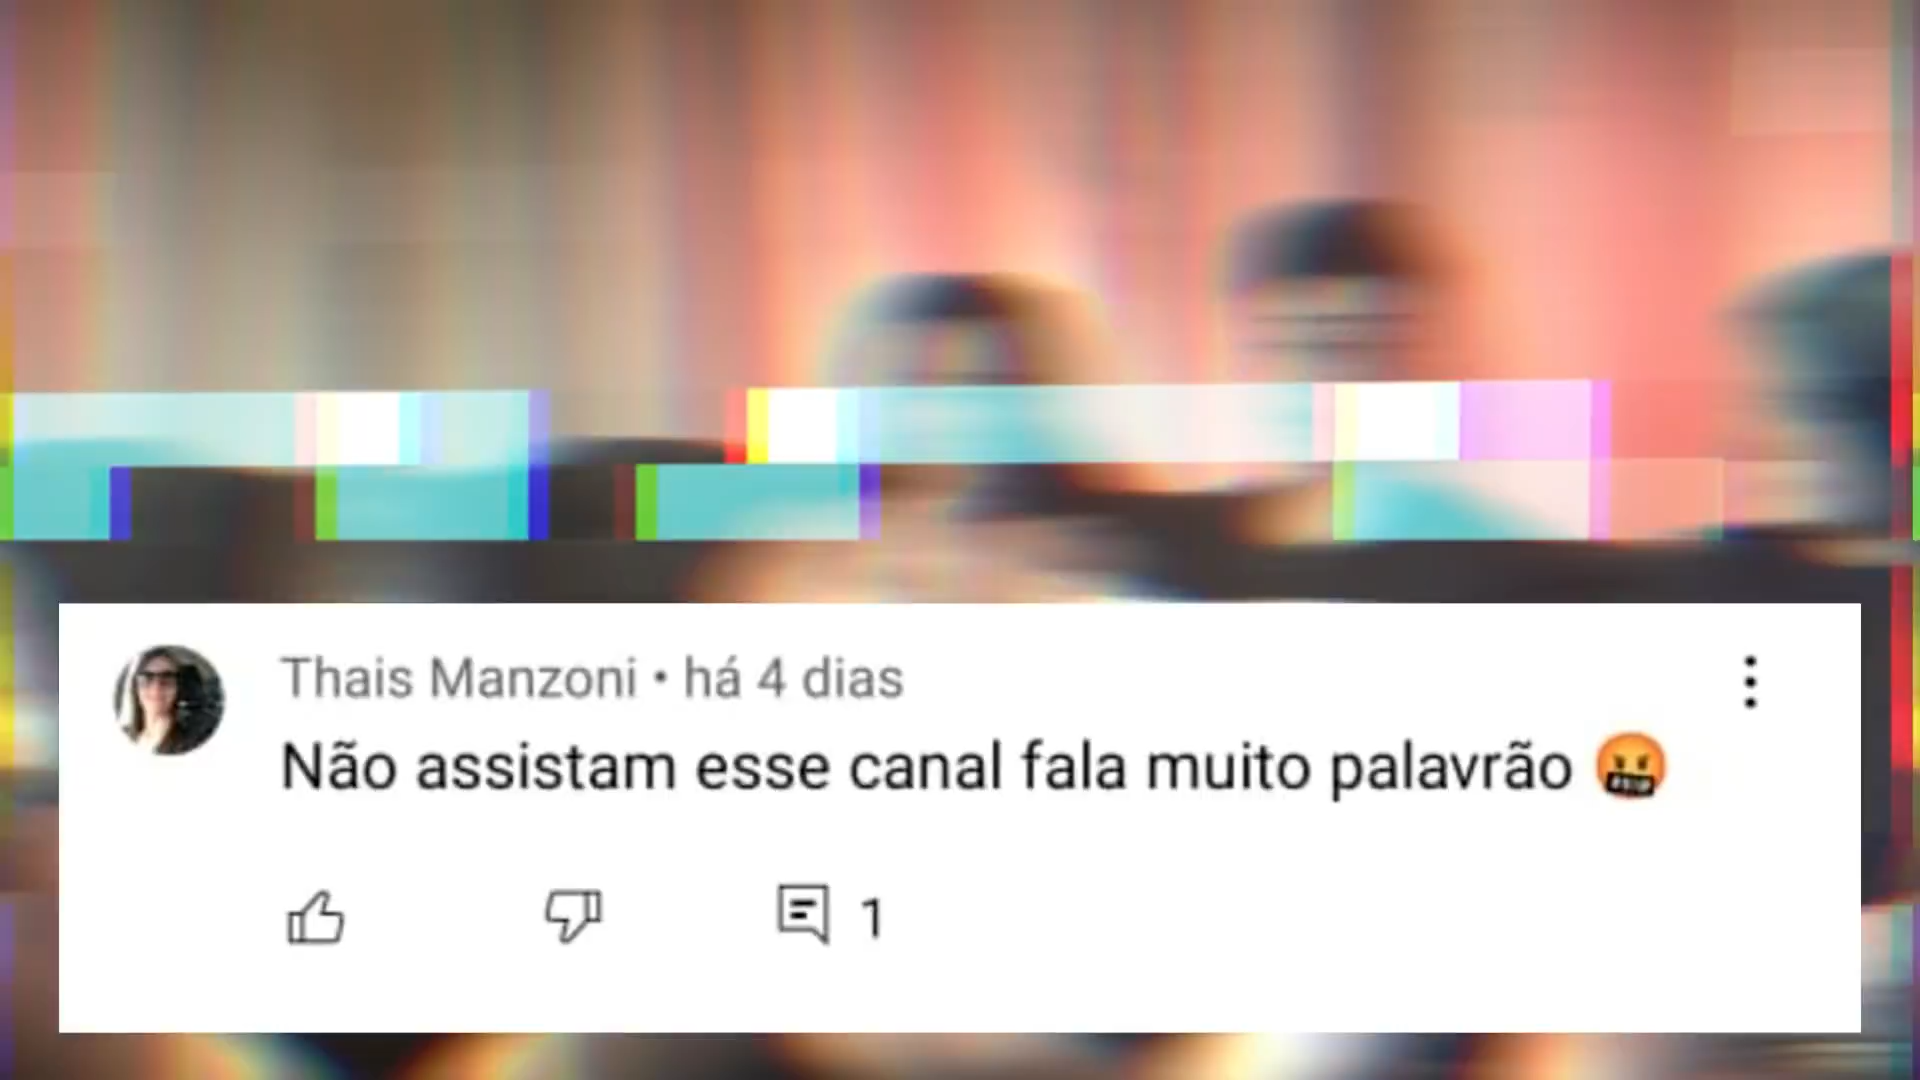 Thais Manzoni • há 4 dias
Não assistam esse canal fala muito palavrão 🤬
1